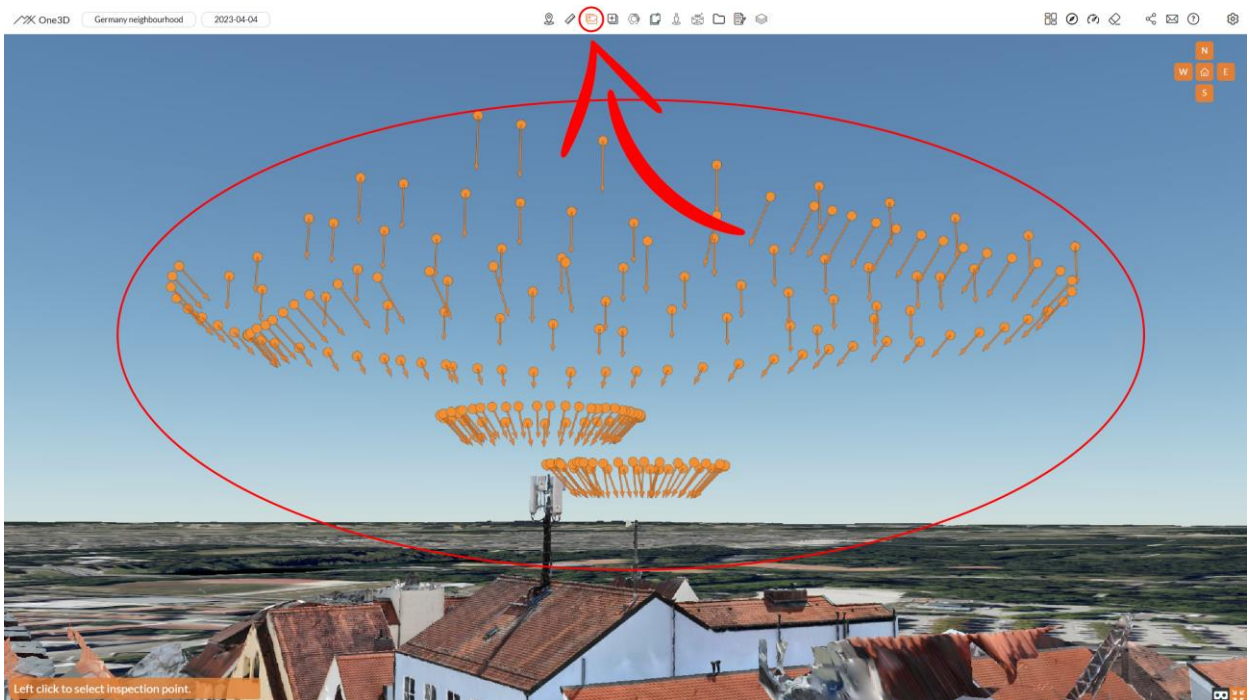 One3D
Germany neighbourhood
2023-04-04
N
W
E
S
Left click to select inspection point.